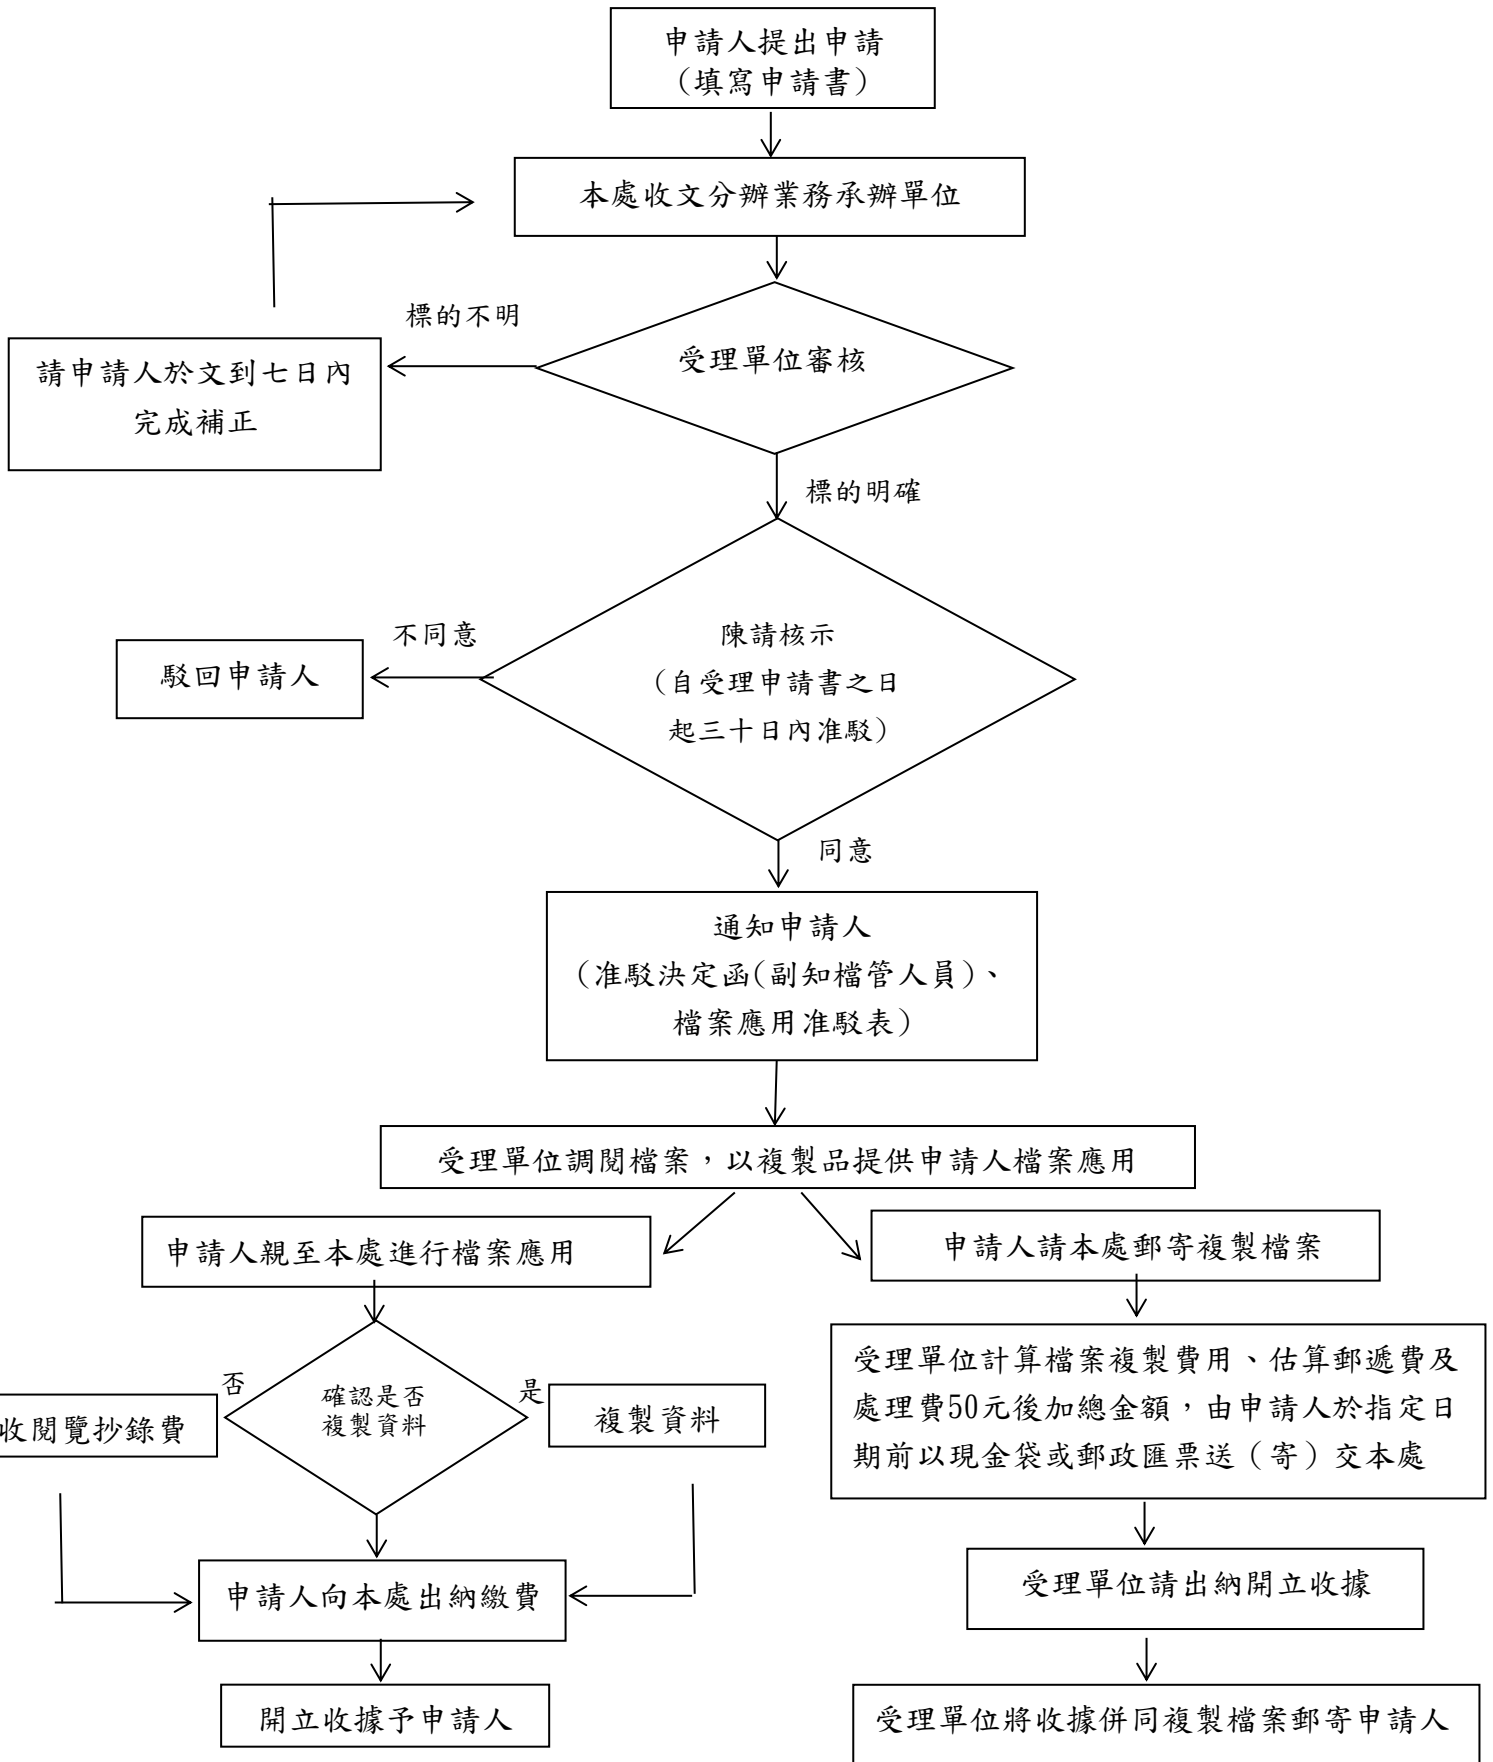 申請人提出申請
(填寫申請書)
本處收文分辦業務承辦單位
標的不明
受理單位審核
請申請人於文到七日內
完成補正
標的明確
不同意
陳請核示
(自受理申請書之日
起三十日內准駁)
駁回申請人
同意
通知申請人
(准駁決定函(副知檔管人員)、
檔案應用准駁表)
受理單位調閱檔案，以複製品提供申請人檔案應用
申請人親至本處進行檔案應用
申請人請本處郵寄複製檔案
否
確認是否
複製資料
是
收閱覽抄錄費
複製資料
受理單位計算檔案複製費用、估算郵遞費及
處理費50元後加總金額，由申請人於指定日
期前以現金袋或郵政匯票送（寄）交本處
申請人向本處出納繳費
受理單位請出納開立收據
開立收據予申請人
受理單位將收據併同複製檔案郵寄申請人